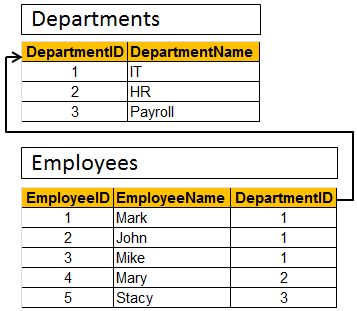 Departments
DepartmentID DepartmentName
1 IT
2 HR
3 Payroll
Employees
EmployeeID EmployeeName DepartmentID
1 Mark 1
2 John 1
3 Mike 1
4 Mary 2
5 Stacy 3